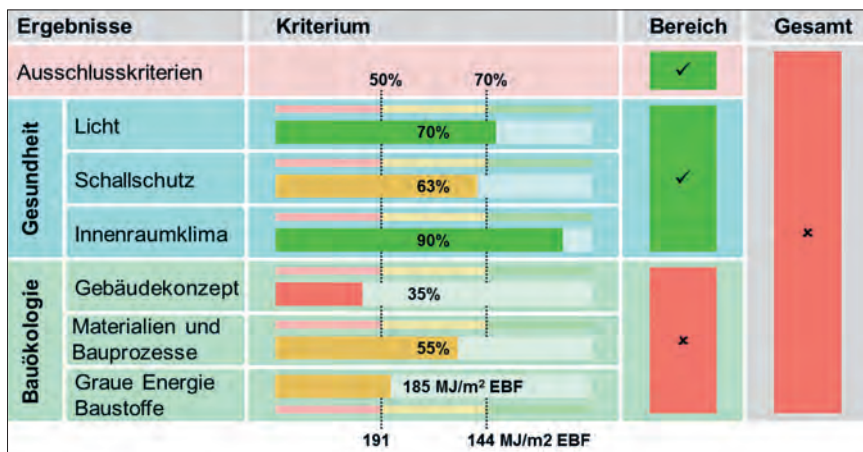 Ergebnisse Kriterium Bereich Gesamt
Ausschlusskriterien ✓
50% 70%
Gesundheit
Licht 70%
Schallschutz 63% ✓
Innenraumklima 90%
×
Bauökologie
Gebäudekonzept 35%
Materialien und
Bauprozesse 55% ×
Graue Energie
Baustoffe 185 MJ/m² EBF
191 144 MJ/m2 EBF